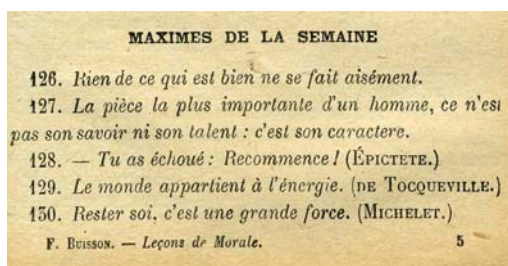 MAXIMES DE LA SEMAINE
126. Rien de ce qui est bien ne se fait aisément.
127. La pièce la plus importante d'un homme, ce n'est
pas son savoir ni son talent : c'est son caractere.
128. — Tu as échoué : Recommence ! (ÉPICTETE.)
129. Le monde appartient à l'énergie. (DE TOCQUEVILLE.)
130. Rester soi, c'est une grande force. (MICHELET.)
F. BUISSON. — Leçons de Morale. 5